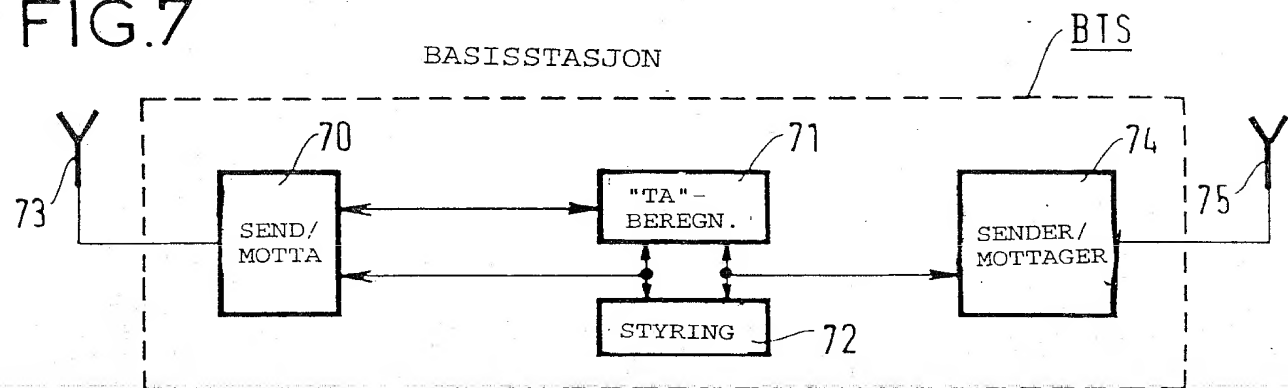 FIG.7
BASISSTASJON
BTS
70
71
74
73
75
"TA"-
BEREGN.
SEND/
MOTTA
SENDER/
MOTTAGER
STYRING
72